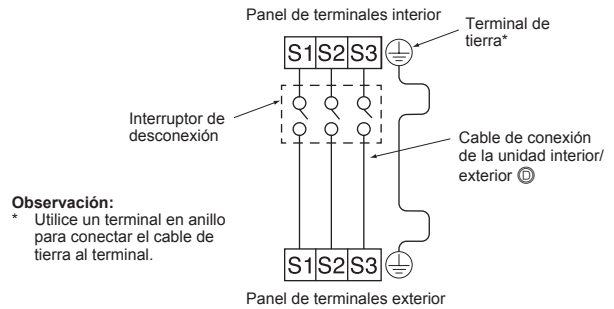 Panel de terminales interior
Terminal de
tierra*
S1 S2 S3
Interruptor de
desconexión
Cable de conexión
de la unidad interior/
exterior Ⓓ
Observación:
* Utilice un terminal en anillo
para conectar el cable de
tierra al terminal.
S1 S2 S3
Panel de terminales exterior